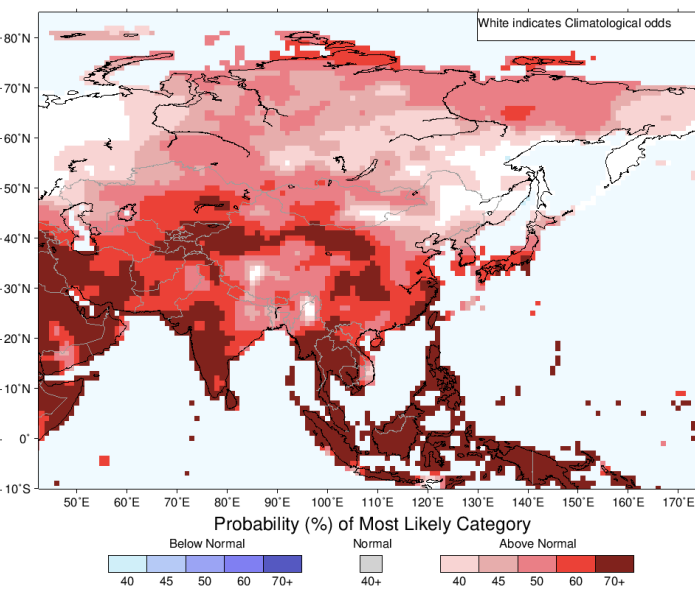 White indicates Climatological odds
80°N
70°N
60°N
50°N
40°N
30°N
20°N
10°N
0°
10°S
50°E 60°E 70°E 80°E 90°E 100°E 110°E 120°E 130°E 140°E 150°E 160°E 170°E
Probability (%) of Most Likely Category
Below Normal Normal Above Normal
40 45 50 60 70+ 40+ 40 45 50 60 70+